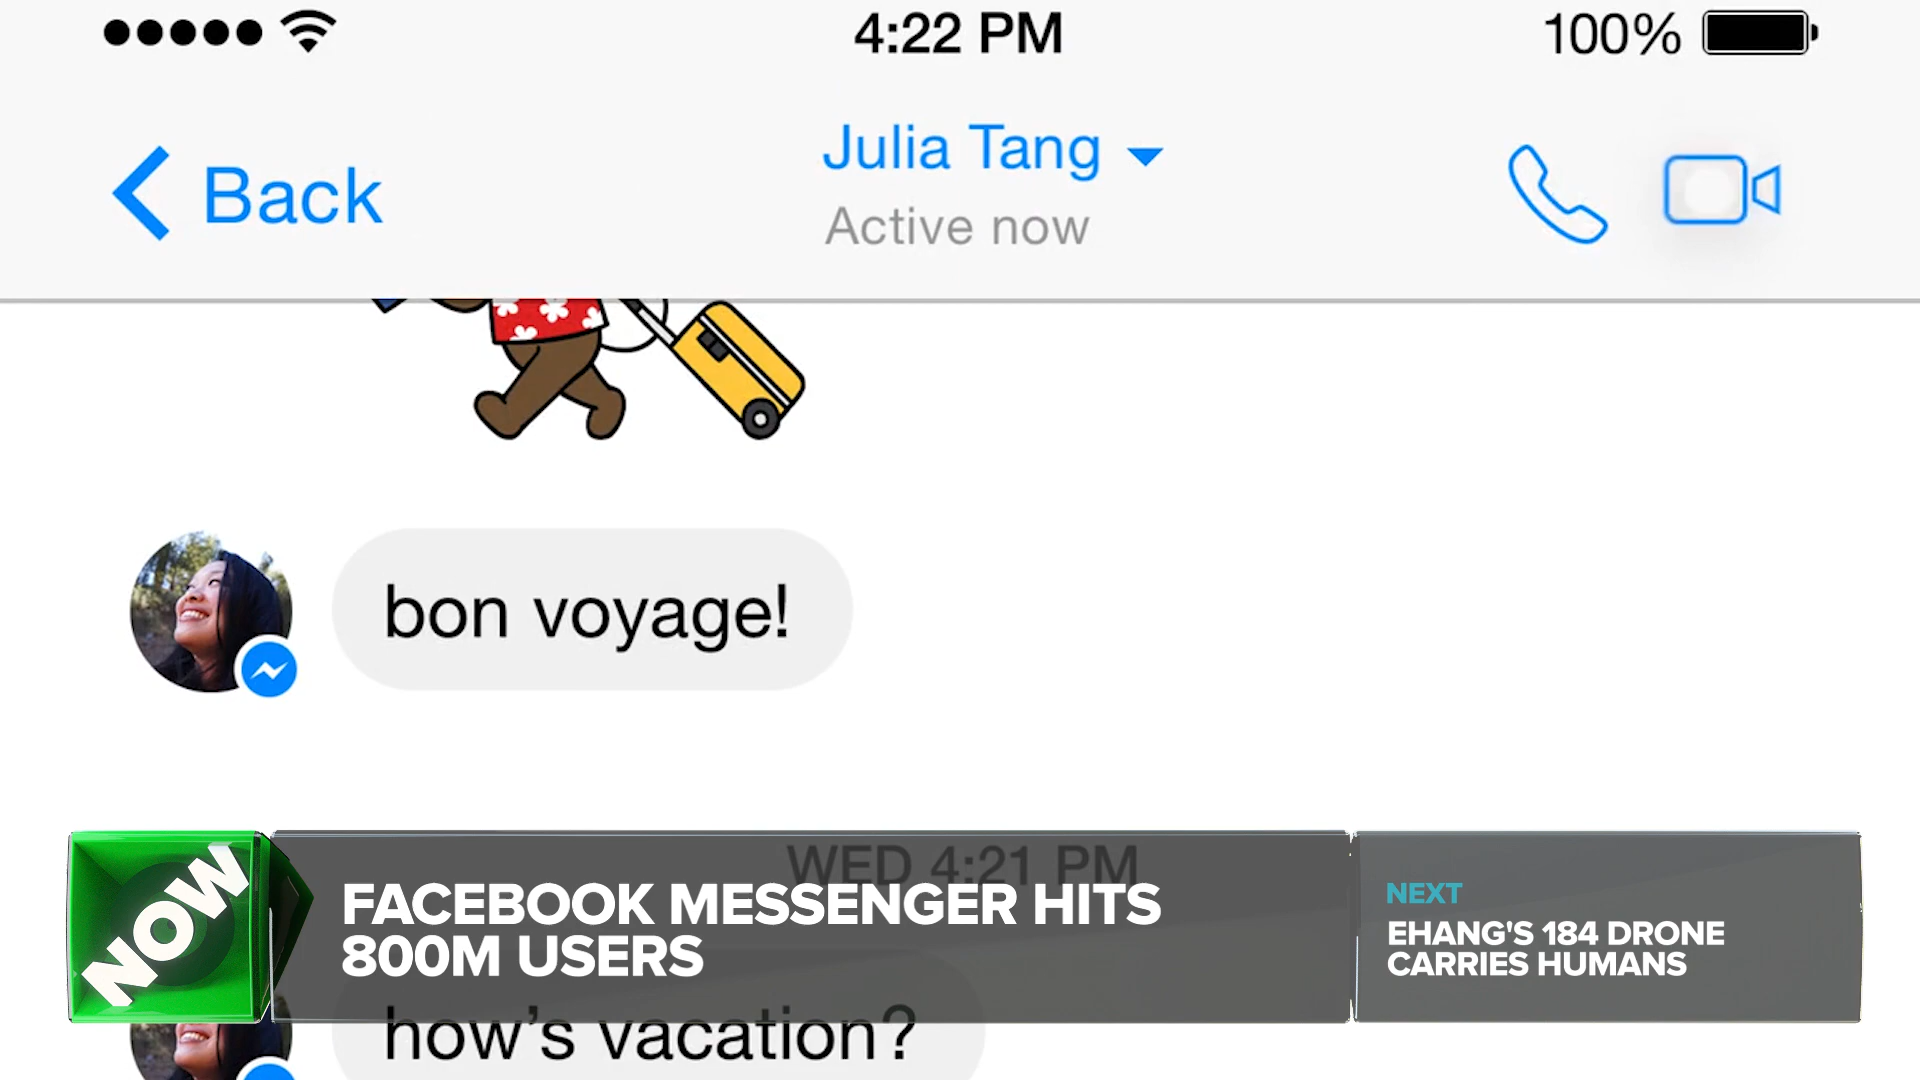 4:22 PM
100%
Back
Julia Tang
Active now
bon voyage!
WED 4:21 PM
NOW
FACEBOOK MESSENGER HITS
800M USERS
NEXT
EHANG'S 184 DRONE
CARRIES HUMANS
how’s vacation?